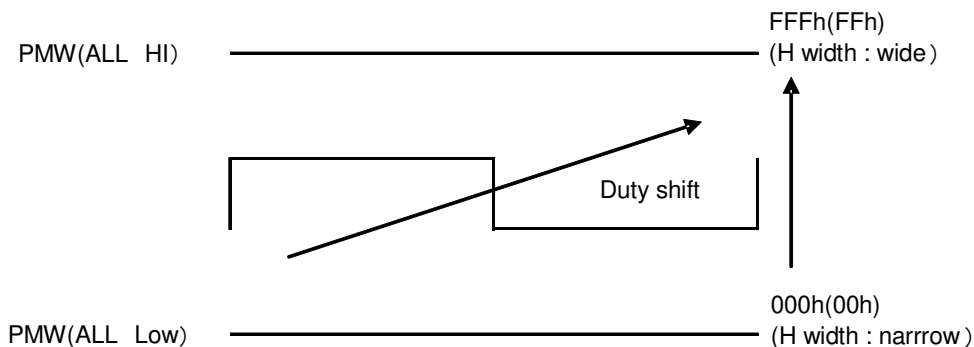 FFFh(FFh)
PMW(ALL HI)
(H width : wide)
Duty shift
000h(00h)
PMW(ALL Low)
(H width : narrrow)